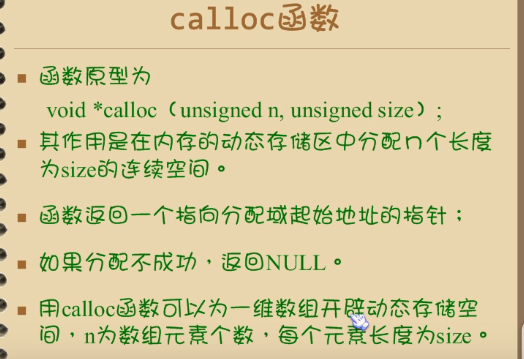 calloc函数
函数原型为
void *calloc（unsigned n, unsigned size）;
其作用是在内存的动态存储区中分配n个长度
为size的连续空间。
函数返回一个指向分配域起始地址的指针；
如果分配不成功，返回NULL。
用calloc函数可以为一维数组开辟动态存储空
间，n为数组元素个数，每个元素长度为size。